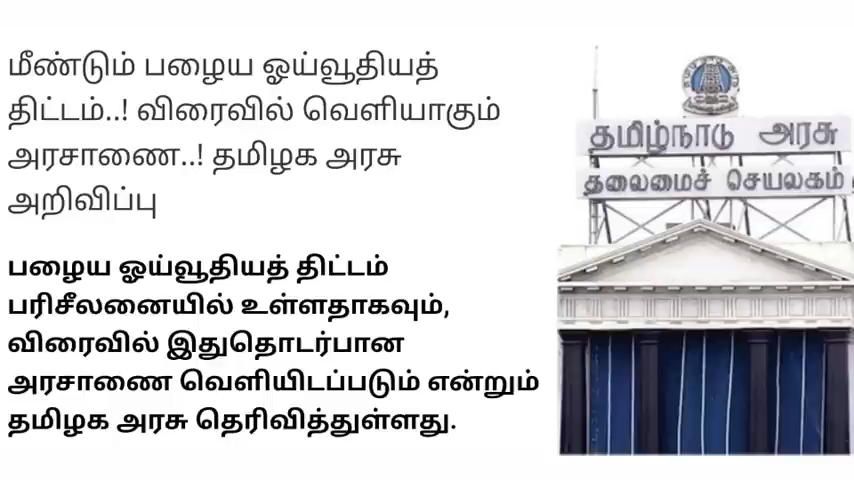 மீண்டும் பழைய ஓய்வூதியத்
திட்டம்..! விரைவில் வெளியாகும்
அரசாணை..! தமிழக அரசு
அறிவிப்பு
பழைய ஓய்வூதியத் திட்டம்
பரிசீலனையில் உள்ளதாகவும்,
விரைவில் இதுதொடர்பான
அரசாணை வெளியிடப்படும் என்றும்
தமிழக அரசு தெரிவித்துள்ளது.
தமிழ்நாடு அரசு
தலைமைச் செயலகம்